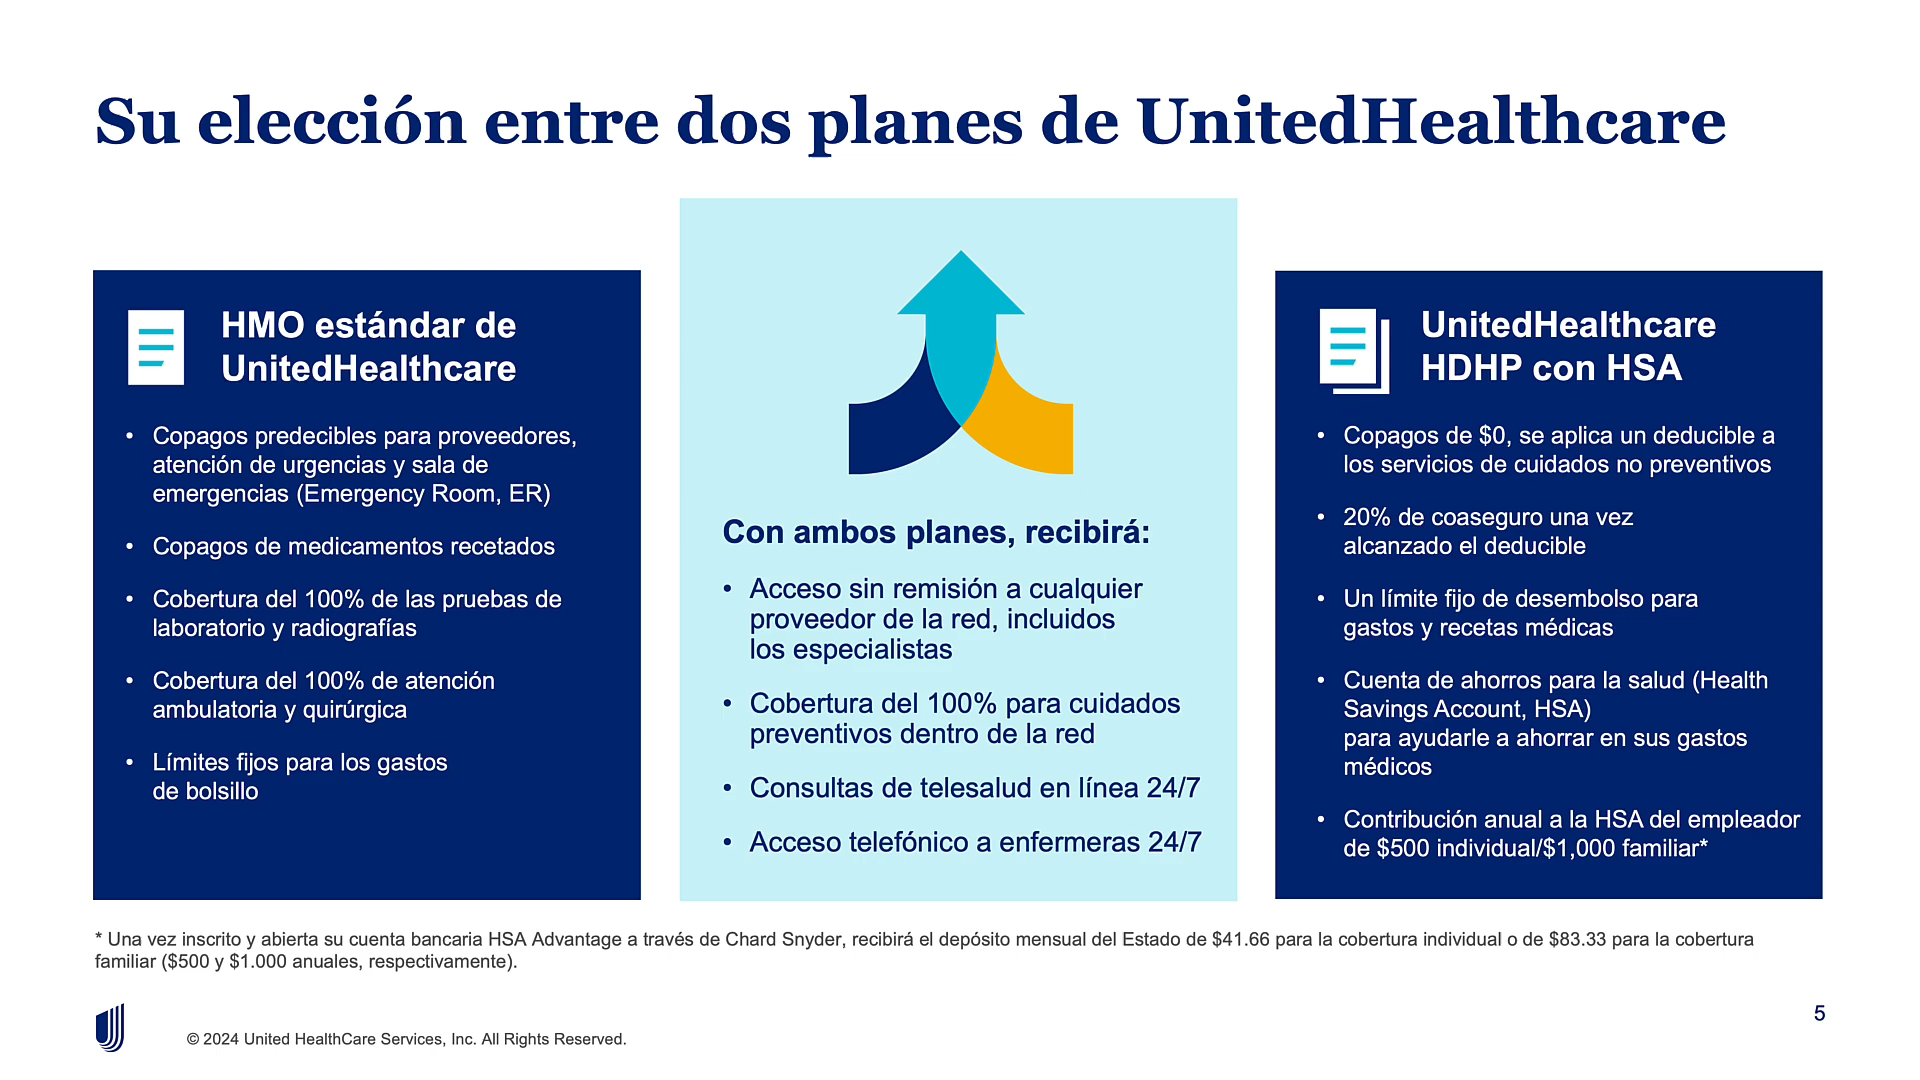 Su elección entre dos planes de UnitedHealthcare
HMO estándar de
UnitedHealthcare
• Copagos predecibles para proveedores,
atención de urgencias y sala de
emergencias (Emergency Room, ER)
• Copagos de medicamentos recetados
• Cobertura del 100% de las pruebas de
laboratorio y radiografías
• Cobertura del 100% de atención
ambulatoria y quirúrgica
• Límites fijos para los gastos
de bolsillo
Con ambos planes, recibirá:
• Acceso sin remisión a cualquier
proveedor de la red, incluidos
los especialistas
• Cobertura del 100% para cuidados
preventivos dentro de la red
• Consultas de telesalud en línea 24/7
• Acceso telefónico a enfermeras 24/7
UnitedHealthcare
HDHP con HSA
• Copagos de $0, se aplica un deducible a
los servicios de cuidados no preventivos
• 20% de coaseguro una vez
alcanzado el deducible
• Un límite fijo de desembolso para
gastos y recetas médicas
• Cuenta de ahorros para la salud (Health
Savings Account, HSA)
para ayudarle a ahorrar en sus gastos
médicos
• Contribución anual a la HSA del empleador
de $500 individual/$1,000 familiar*
* Una vez inscrito y abierta su cuenta bancaria HSA Advantage a través de Chard Snyder, recibirá el depósito mensual del Estado de $41.66 para la cobertura individual o de $83.33 para la cobertura
familiar ($500 y $1.000 anuales, respectivamente).
© 2024 United HealthCare Services, Inc. All Rights Reserved.
5